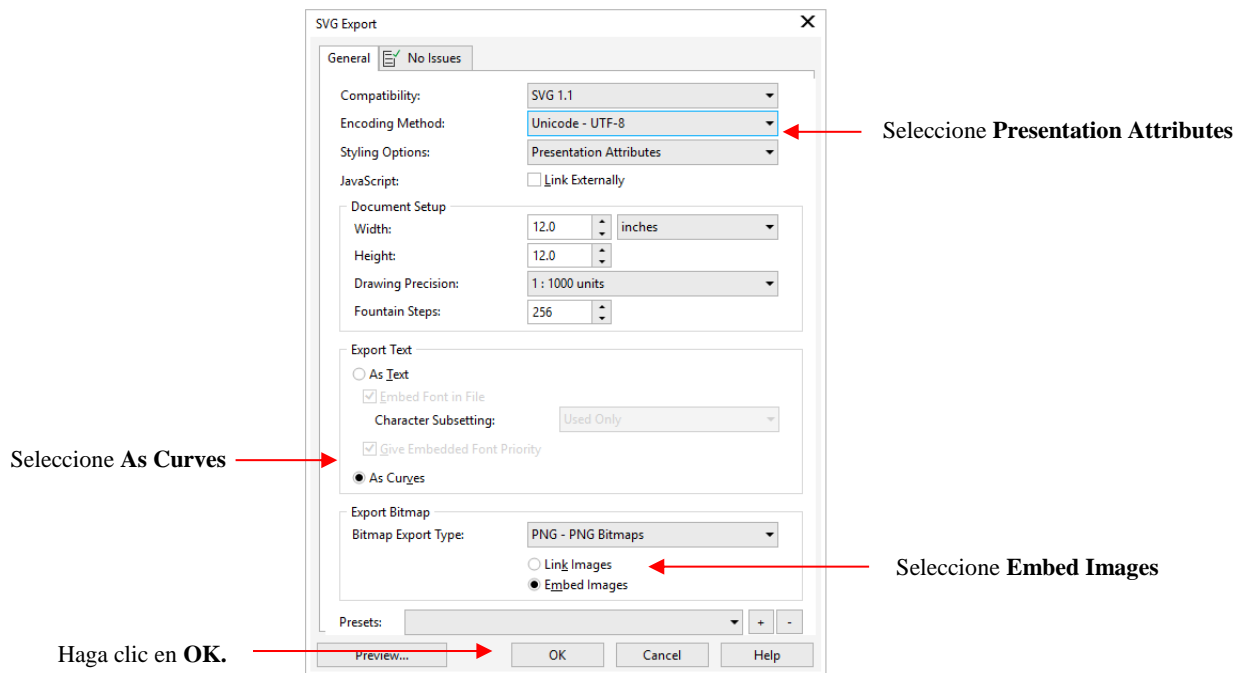 SVG Export
General
No Issues
Compatibility: SVG 1.1
Encoding Method: Unicode - UTF-8
Seleccione Presentation Attributes
Styling Options: Presentation Attributes
JavaScript: Link Externally
Document Setup
Width: 12.0 inches
Height: 12.0
Drawing Precision: 1 : 1000 units
Fountain Steps: 256
Export Text
As Text
Embed Font in File
Character Subsetting: Used Only
Give Embedded Font Priority
Seleccione As Curves
As Curves
Export Bitmap
Bitmap Export Type: PNG - PNG Bitmaps
Link Images
Seleccione Embed Images
Embed Images
Presets: + -
Haga clic en OK.
Preview... OK Cancel Help